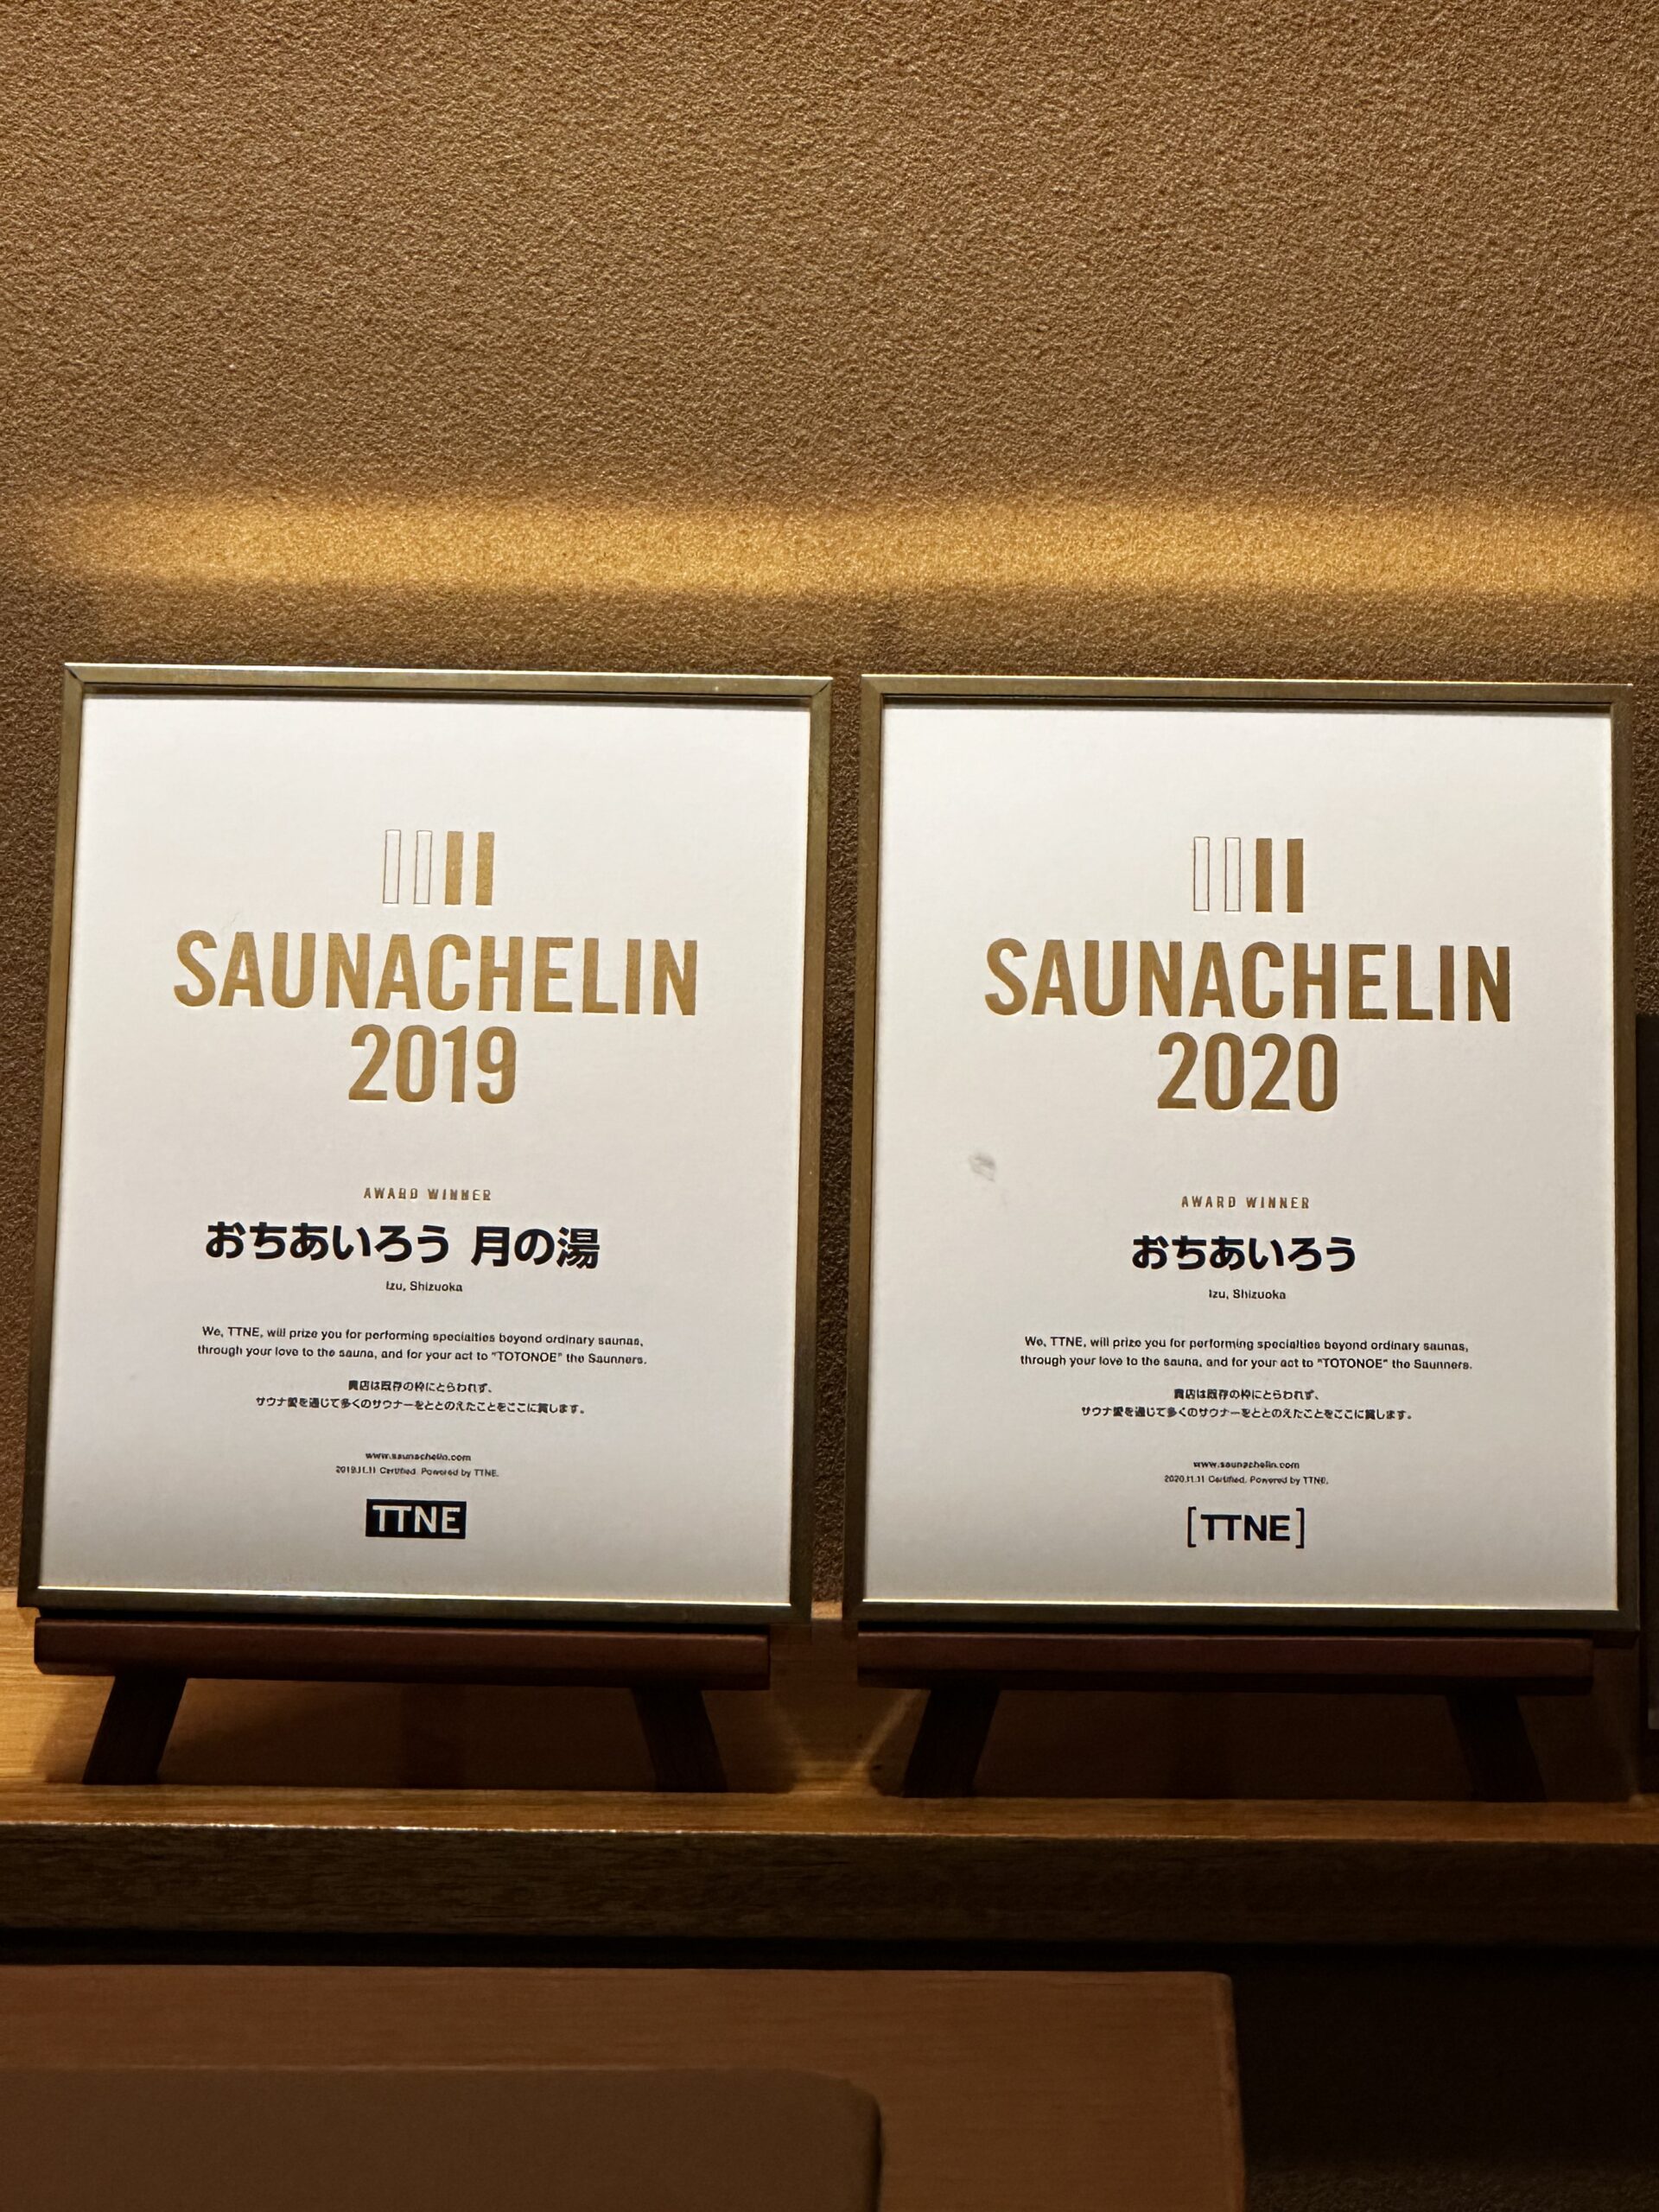 SAUNACHELIN
2019
AWARD WINNER
おちあいろう 月の湯
Izu, Shizuoka
We, TTNE, will prize you for performing specialties beyond ordinary saunas,
through your love to the sauna, and for your act to "TOTONOE" the Saunners.
貴店は既存の枠にとらわれず、
サウナ愛を通じて多くのサウナーをととのえたことをここに賞します。
www.saunachelin.com
2019.11.11 Certified. Powered by TTNE.
TTNE
SAUNACHELIN
2020
AWARD WINNER
おちあいろう
Izu, Shizuoka
We, TTNE, will prize you for performing specialties beyond ordinary saunas,
through your love to the sauna, and for your act to "TOTONOE" the Saunners.
貴店は既存の枠にとらわれず、
サウナ愛を通じて多くのサウナーをととのえたことをここに賞します。
www.saunachelin.com
2020.11.11 Certified. Powered by TTNE.
[TTNE]